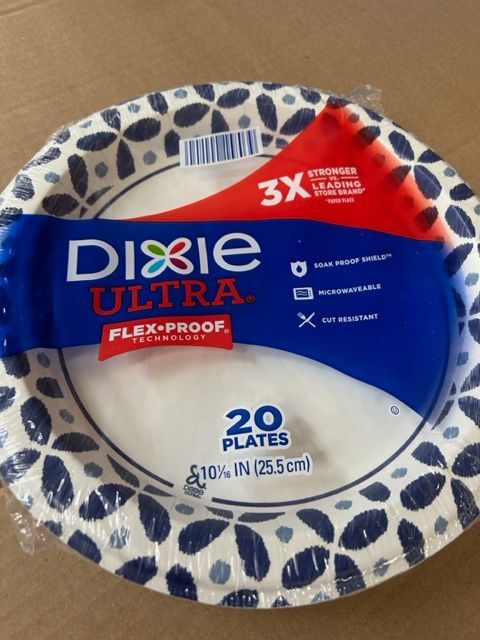 3X STRONGER
VS.
LEADING
STORE BRAND*
*PAPER PLATE
DIXIE
ULTRA®
FLEX•PROOF®
TECHNOLOGY
SOAK PROOF SHIELD™
MICROWAVEABLE
CUT RESISTANT
20
PLATES
10 1/16 IN (25.5 cm)